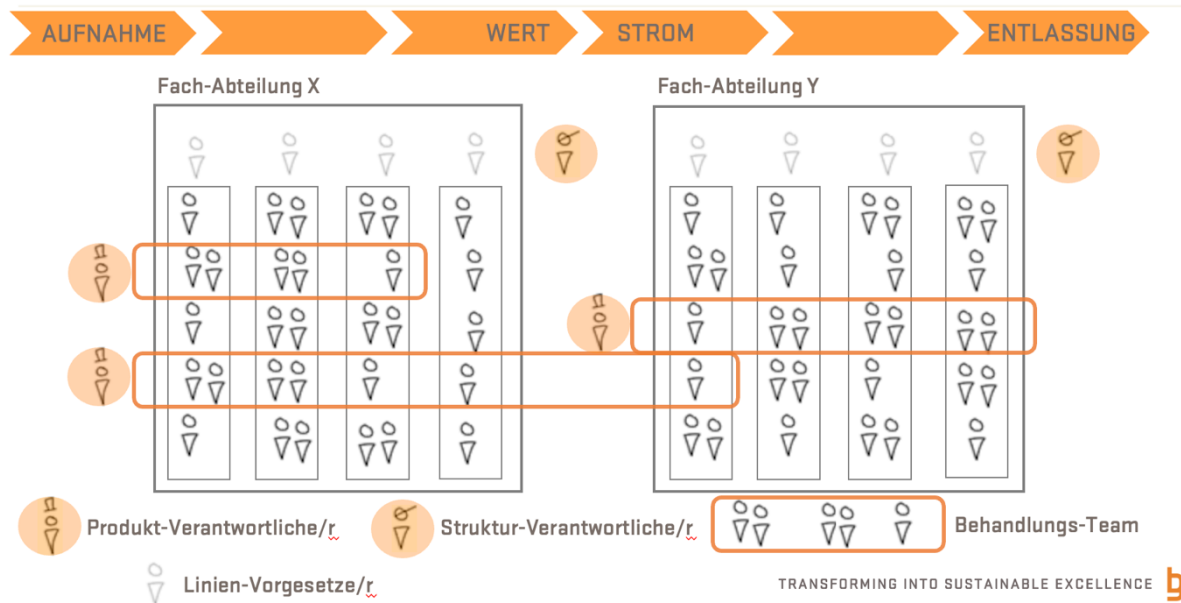 AUFNAHME WERT STROM ENTLASSUNG
Fach-Abteilung X Fach-Abteilung Y
Produkt-Verantwortliche/r Struktur-Verantwortliche/r Behandlungs-Team
Linien-Vorgesetze/r
TRANSFORMING INTO SUSTAINABLE EXCELLENCE